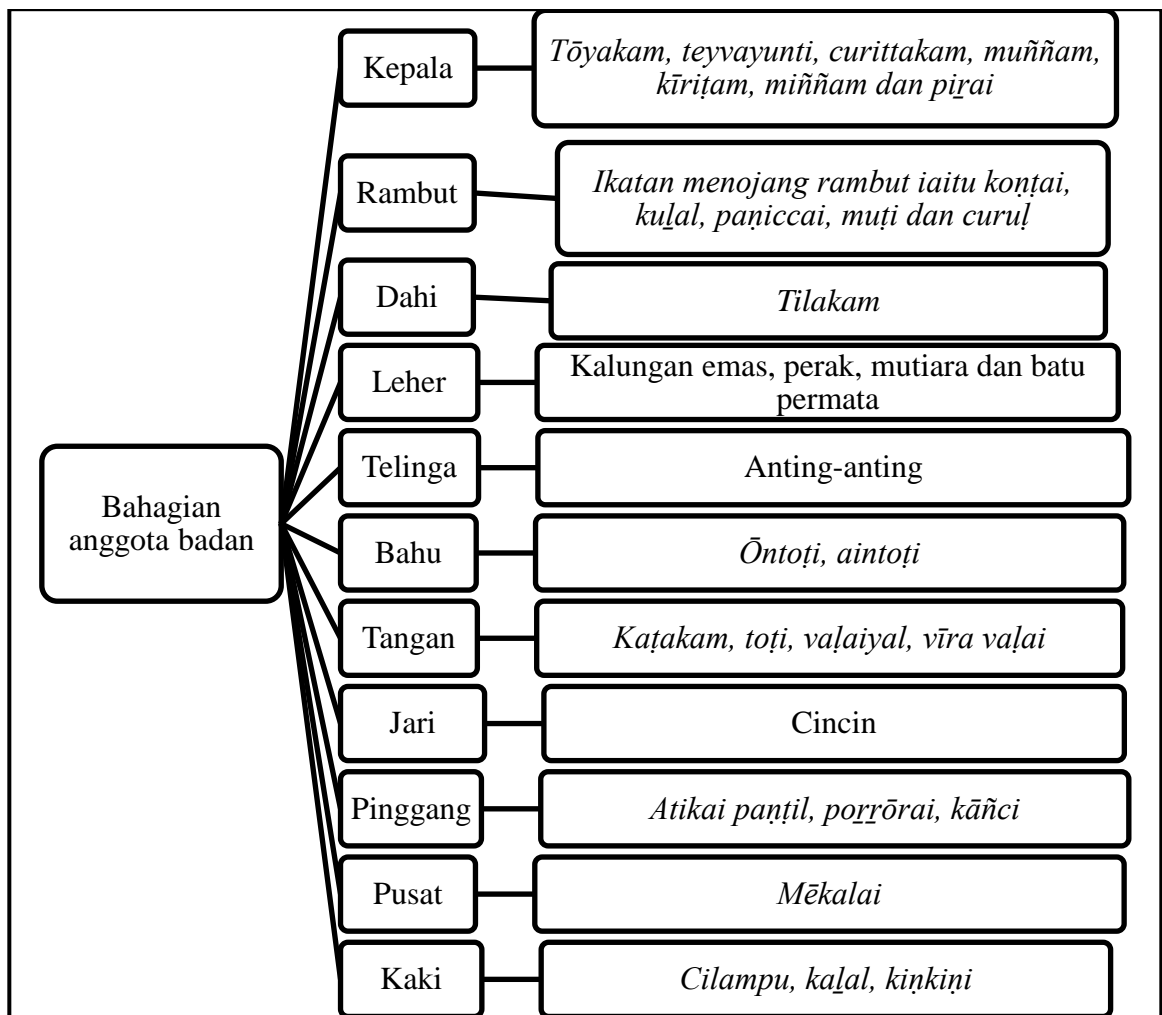 Kepala
Tōyakam, teyvayunti, curittakam, muññam,
kīriṭam, miññam dan piṟai
Rambut
Ikatan menojang rambut iaitu koṇṭai,
kuḻal, paṇiccai, muṭi dan curuḷ
Dahi
Tilakam
Leher
Kalungan emas, perak, mutiara dan batu
permata
Telinga
Anting-anting
Bahagian
anggota badan
Bahu
Ōntoṭi, aintoṭi
Tangan
Kaṭakam, toṭi, vaḷaiyal, vīra vaḷai
Jari
Cincin
Pinggang
Atikai paṇṭil, poṟṟōrai, kāñci
Pusat
Mēkalai
Kaki
Cilampu, kaḻal, kiṇkiṇi